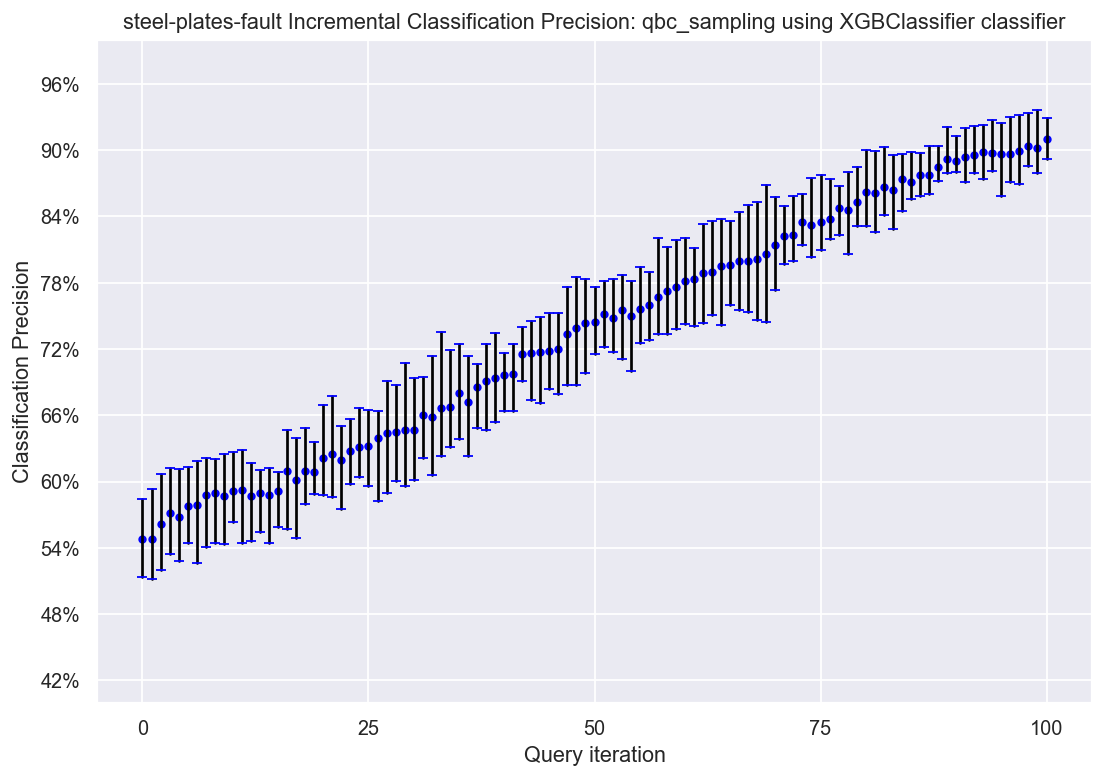 steel-plates-fault Incremental Classification Precision: qbc_sampling using XGBClassifier classifier
96%
90%
84%
78%
72%
66%
60%
54%
48%
42%
Classification Precision
0 25 50 75 100
Query iteration